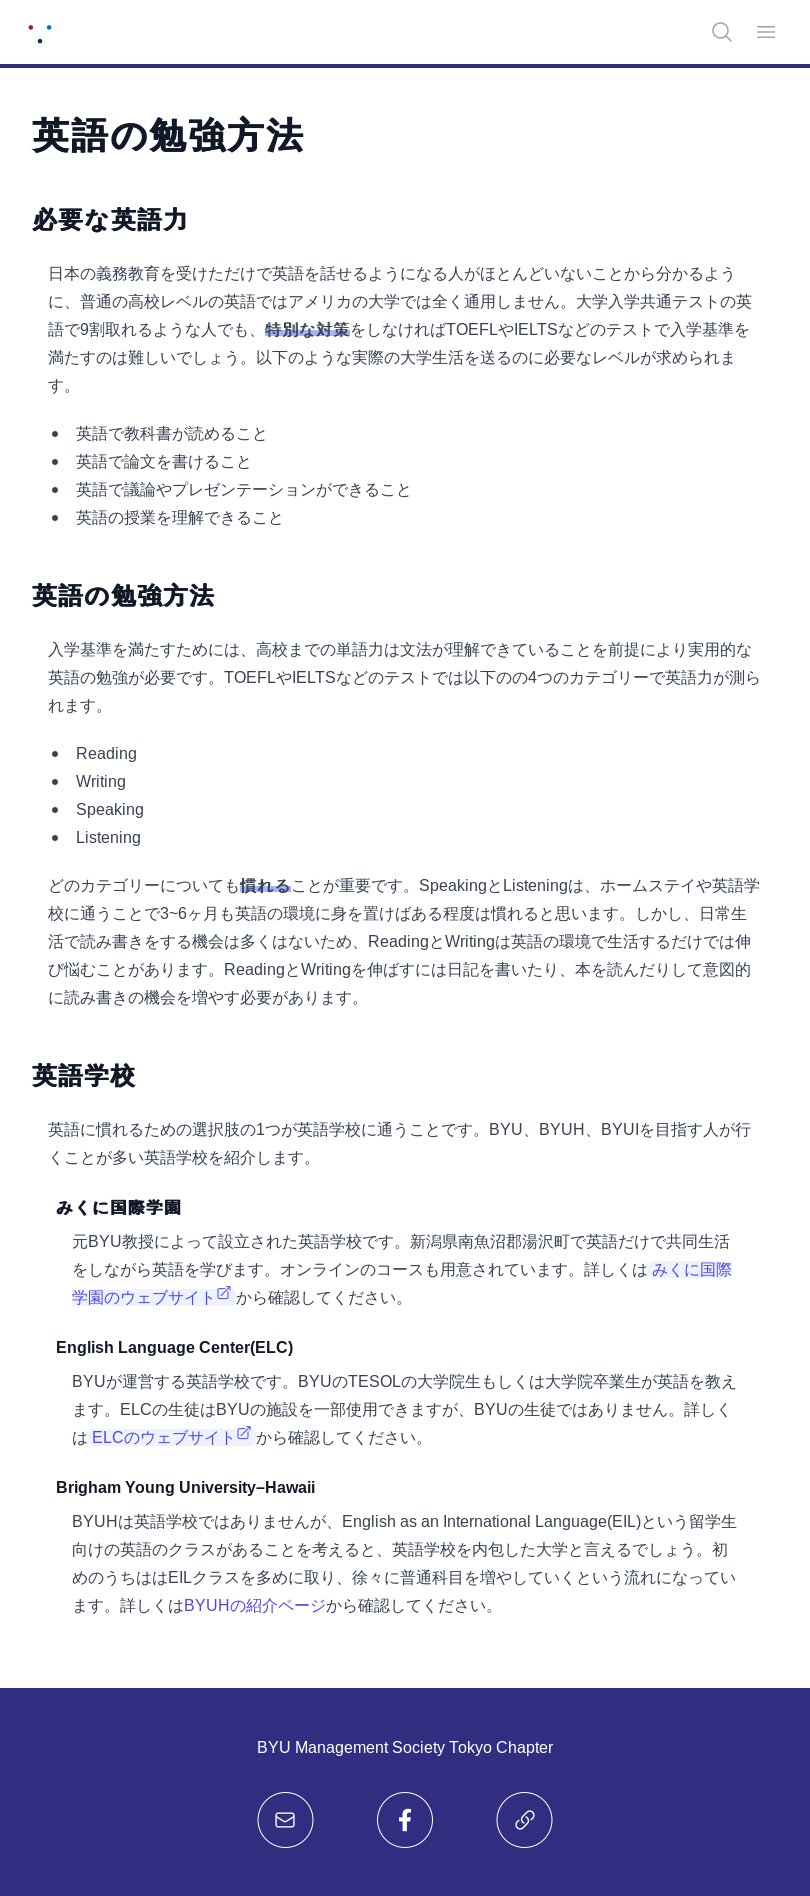 英語の勉強方法
必要な英語力
日本の義務教育を受けただけで英語を話せるようになる人がほとんどいないことから分かるよう
に、普通の高校レベルの英語ではアメリカの大学では全く通用しません。大学入学共通テストの英
語で9割取れるような人でも、特別な対策をしなければTOEFLやIELTSなどのテストで入学基準を
満たすのは難しいでしょう。以下のような実際の大学生活を送るのに必要なレベルが求められま
す。
• 英語で教科書が読めること
• 英語で論文を書けること
• 英語で議論やプレゼンテーションができること
• 英語の授業を理解できること
英語の勉強方法
入学基準を満たすためには、高校までの単語力は文法が理解できていることを前提により実用的な
英語の勉強が必要です。TOEFLやIELTSなどのテストでは以下のの4つのカテゴリーで英語力が測ら
れます。
• Reading
• Writing
• Speaking
• Listening
どのカテゴリーについても慣れることが重要です。SpeakingとListeningは、ホームステイや英語学
校に通うことで3~6ヶ月も英語の環境に身を置けばある程度は慣れると思います。しかし、日常生
活で読み書きをする機会は多くはないため、ReadingとWritingは英語の環境で生活するだけでは伸
び悩むことがあります。ReadingとWritingを伸ばすには日記を書いたり、本を読んだりして意図的
に読み書きの機会を増やす必要があります。
英語学校
英語に慣れるための選択肢の1つが英語学校に通うことです。BYU、BYUH、BYUIを目指す人が行
くことが多い英語学校を紹介します。
みくに国際学園
元BYU教授によって設立された英語学校です。新潟県南魚沼郡湯沢町で英語だけで共同生活
をしながら英語を学びます。オンラインのコースも用意されています。詳しくはみくに国際
学園のウェブサイトから確認してください。
English Language Center(ELC)
BYUが運営する英語学校です。BYUのTESOLの大学院生もしくは大学院卒業生が英語を教え
ます。ELCの生徒はBYUの施設を一部使用できますが、BYUの生徒ではありません。詳しく
はELCのウェブサイトから確認してください。
Brigham Young University–Hawaii
BYUHは英語学校ではありませんが、English as an International Language(EIL)という留学生
向けの英語のクラスがあることを考えると、英語学校を内包した大学と言えるでしょう。初
めのうちははEILクラスを多めに取り、徐々に普通科目を増やしていくという流れになってい
ます。詳しくはBYUHの紹介ページから確認してください。
BYU Management Society Tokyo Chapter